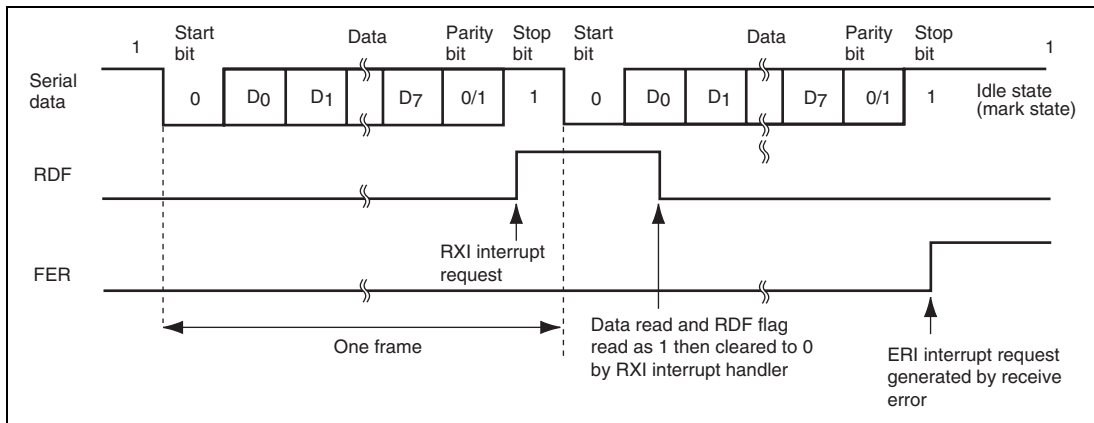 1
Start
bit
Data
Parity
bit
Stop
bit
Start
bit
Data
Parity
bit
Stop
bit
1
Serial
data
0
D0
D1
D7
0/1
1
0
D0
D1
D7
0/1
1
Idle state
(mark state)
RDF
RXI interrupt
request
FER
One frame
Data read and RDF flag
read as 1 then cleared to 0
by RXI interrupt handler
ERI interrupt request
generated by receive
error